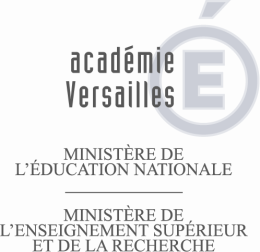 académie
Versailles
É
MINISTÈRE DE
L'ÉDUCATION NATIONALE
MINISTÈRE DE
L'ENSEIGNEMENT SUPÉRIEUR
ET DE LA RECHERCHE